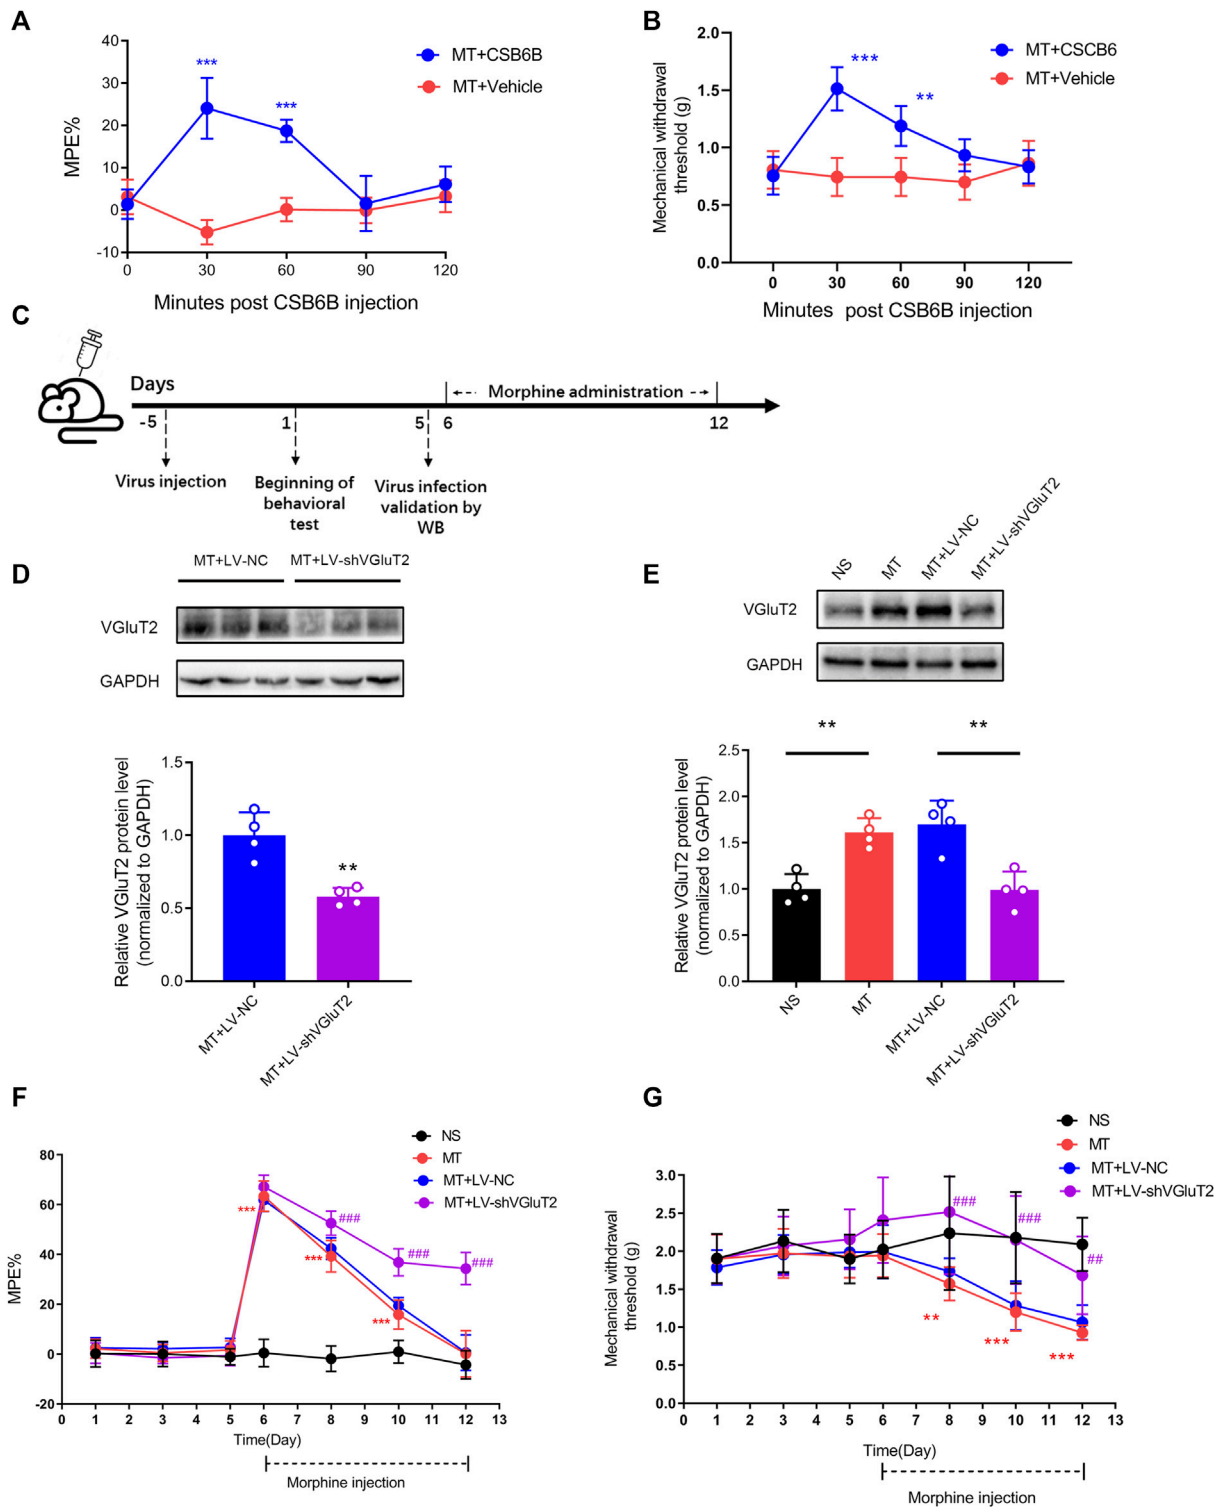 A
40
30
20
10
0
-10
MPE%
***
***
MT+CSB6B
MT+Vehicle
0 30 60 90 120
Minutes post CSB6B injection
B
2.0
1.5
1.0
0.5
0.0
Mechanical withdrawal
threshold (g)
***
**
MT+CSCB6
MT+Vehicle
0 30 60 90 120
Minutes post CSB6B injection
C
Days
Morphine administration
-5 1 5 6 12
Virus injection
Beginning of
behavioral
test
Virus infection
validation by
WB
D
MT+LV-NC MT+LV-shVGluT2
VGluT2
GAPDH
1.5
1.0
0.5
0.0
Relative VGluT2 protein level
(normalized to GAPDH)
**
MT+LV-NC
MT+LV-shVGluT2
E
NS
MT
MT+LV-NC
MT+LV-shVGluT2
VGluT2
GAPDH
** **
2.5
2.0
1.5
1.0
0.5
0.0
Relative VGluT2 protein level
(normalized to GAPDH)
NS
MT
MT+LV-NC
MT+LV-shVGluT2
F
NS
MT
MT+LV-NC
MT+LV-shVGluT2
80
60
40
20
0
-20
MPE%
***
***
***
###
###
###
0 1 2 3 4 5 6 7 8 9 10 11 12 13
Time(Day)
Morphine injection
G
NS
MT
MT+LV-NC
MT+LV-shVGluT2
3.0
2.5
2.0
1.5
1.0
0.5
0.0
Mechanical withdrawal
threshold (g)
###
###
##
**
***
***
0 1 2 3 4 5 6 7 8 9 10 11 12 13
Time(Day)
Morphine injection